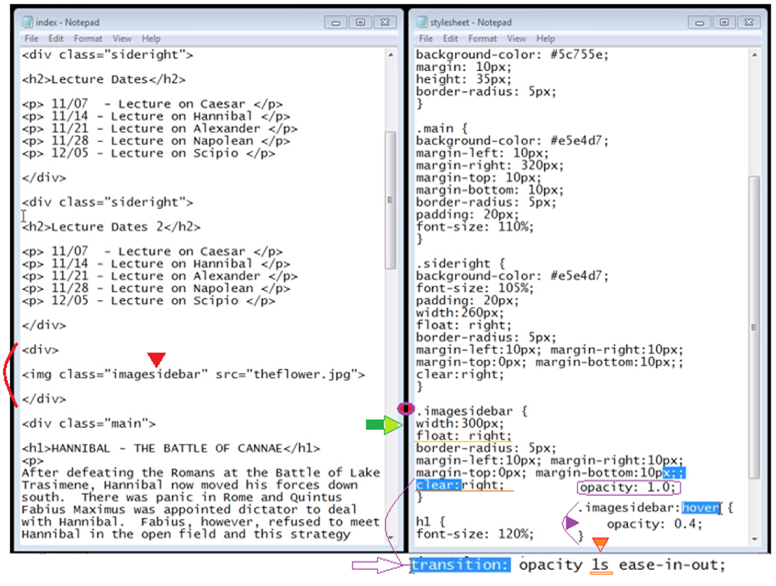 index - Notepad
File Edit Format View Help
<div class="sideright">
<h2>Lecture Dates</h2>
<p> 11/07  - Lecture on Caesar </p>
<p> 11/14 - Lecture on Hannibal </p>
<p> 11/21 - Lecture on Alexander </p>
<p> 11/28 - Lecture on Napolean </p>
<p> 12/05 - Lecture on Scipio </p>
</div>
<div class="sideright">
<h2>Lecture Dates 2</h2>
<p> 11/07  - Lecture on Caesar </p>
<p> 11/14 - Lecture on Hannibal </p>
<p> 11/21 - Lecture on Alexander </p>
<p> 11/28 - Lecture on Napolean </p>
<p> 12/05 - Lecture on Scipio </p>
</div>
<div>
<img class="imagesidebar" src="theflower.jpg">
</div>
<div class="main">
<h1>HANNIBAL - THE BATTLE OF CANNAE</h1>
<p>
After defeating the Romans at the Battle of Lake
Trasimene, Hannibal now moved his forces down
south.  There was panic in Rome and Quintus
Fabius Maximus was appointed dictator to deal
with Hannibal.  Fabius, however, refused to meet
Hannibal in the open field and this strategy
stylesheet - Notepad
File Edit Format View Help
background-color: #5c755e;
margin: 10px;
height: 35px;
border-radius: 5px;
}
.main {
background-color: #e5e4d7;
margin-left: 10px;
margin-right: 320px;
margin-top: 10px;
margin-bottom: 10px;
border-radius: 5px;
padding: 20px;
font-size: 110%;
}
.sideright {
background-color: #e5e4d7;
font-size: 105%;
padding: 20px;
width:260px;
float: right;
border-radius: 5px;
margin-left:10px; margin-right:10px;
margin-top:0px; margin-bottom:10px;;
clear:right;
}
.imagesidebar {
width:300px;
float: right;
border-radius: 5px;
margin-left:10px; margin-right:10px;
margin-top:0px; margin-bottom:10px;;
clear:right;
opacity: 1.0;
}
.imagesidebar:hover {
opacity: 0.4;
}
h1 {
font-size: 120%;
transition: opacity 1s ease-in-out;